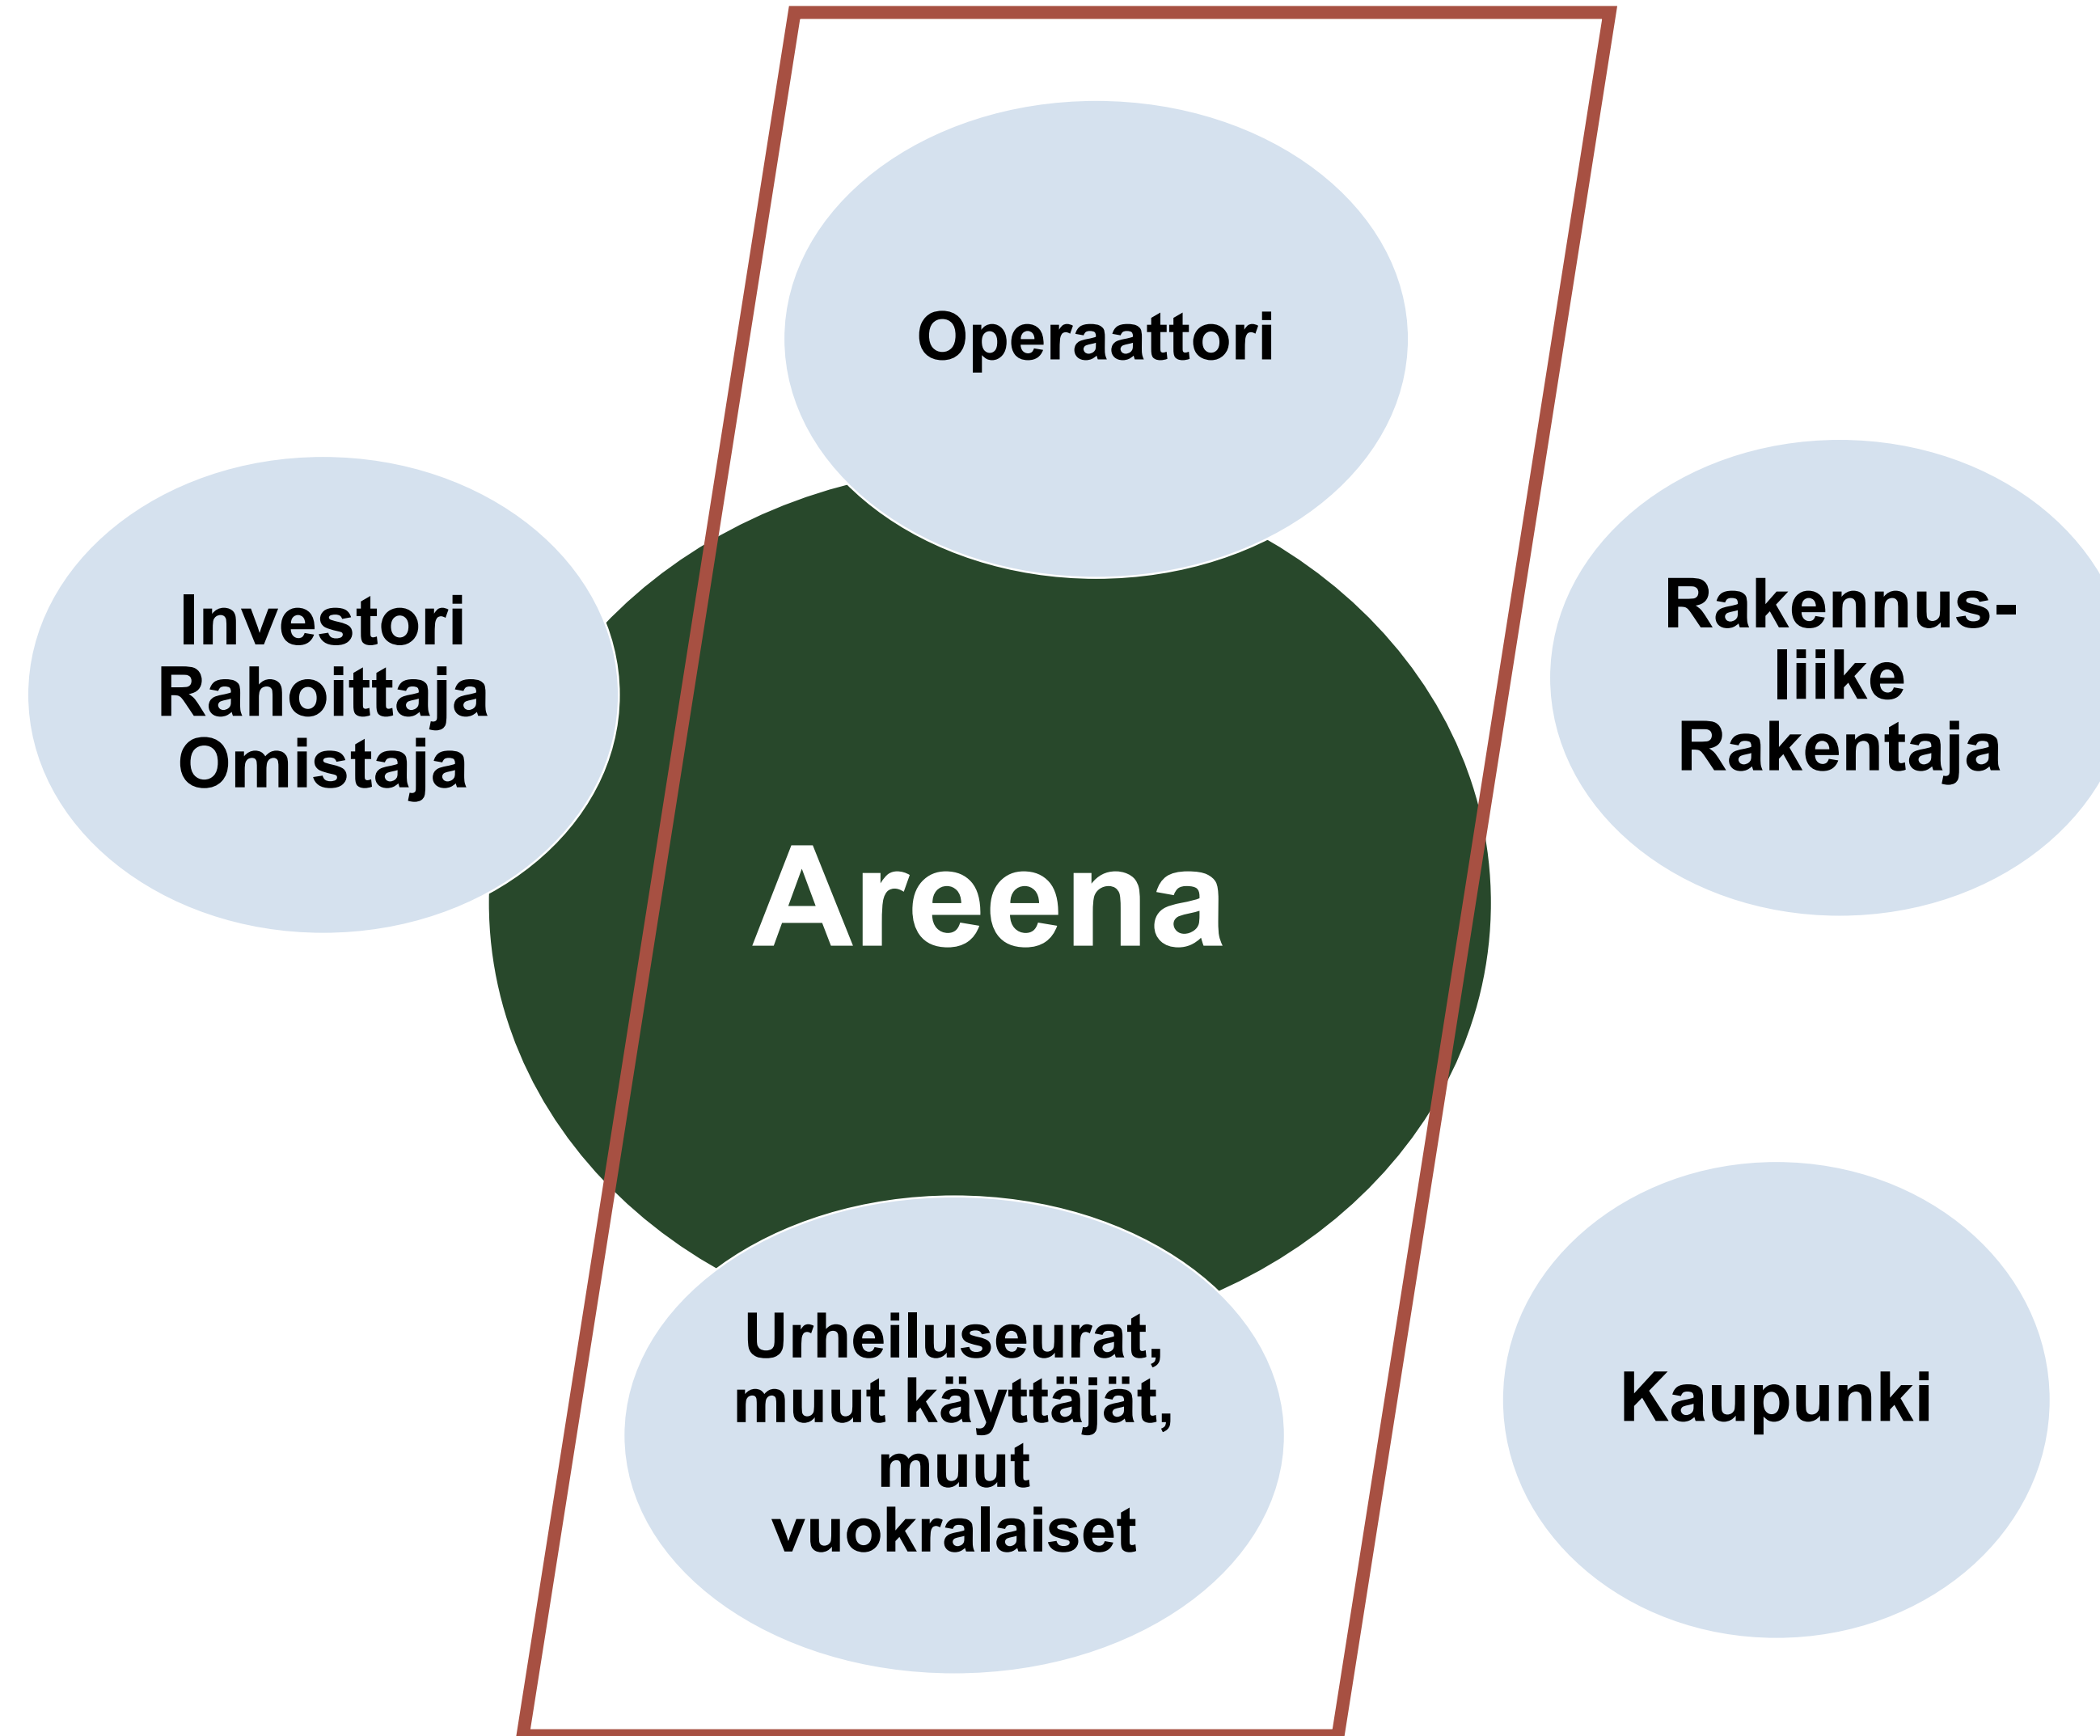 Operaattori
Investori
Rahoittaja
Omistaja
Rakennus-
liike
Rakentaja
Areena
Urheiluseurat,
muut käyttäjät,
muut
vuokralaiset
Kaupunki